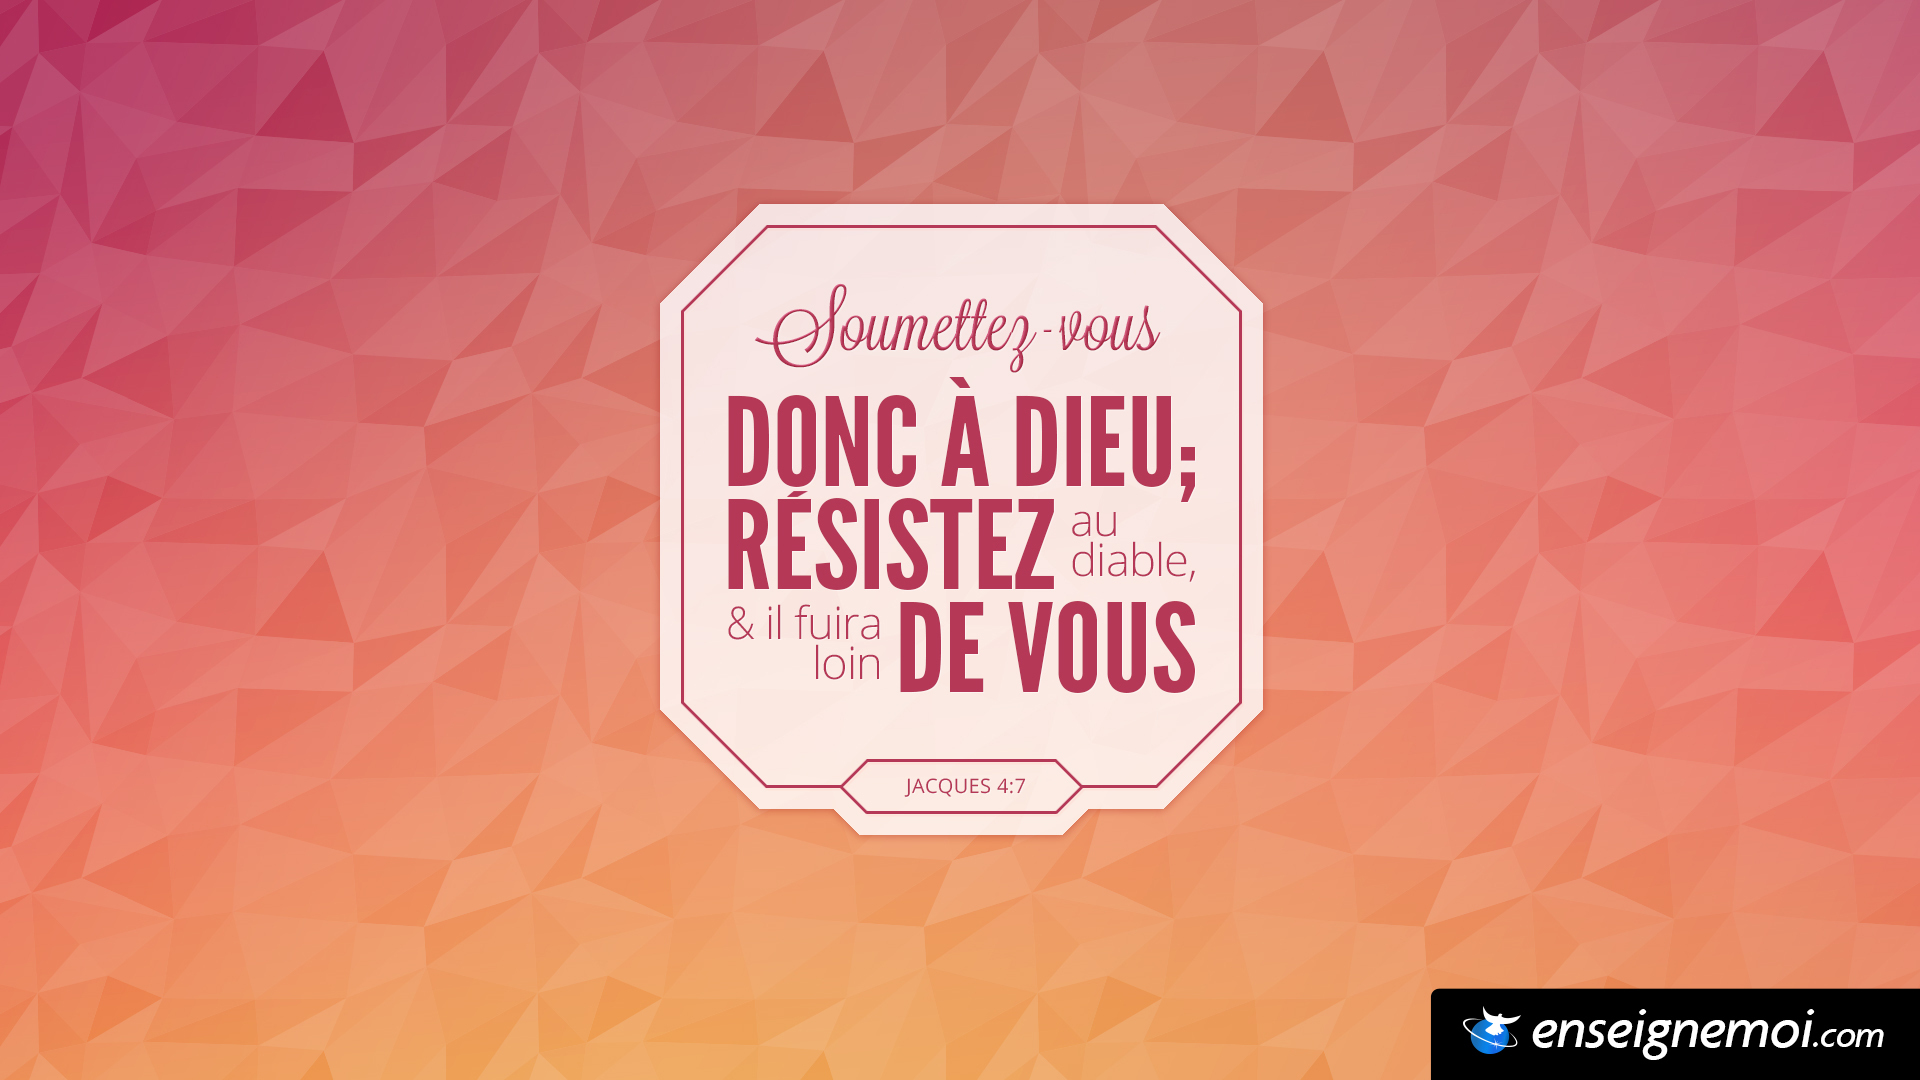 Soumettez-vous
DONC À DIEU;
RÉSISTEZ au
diable,
& il fuira
loin DE VOUS
JACQUES 4:7
enseignemoi.com